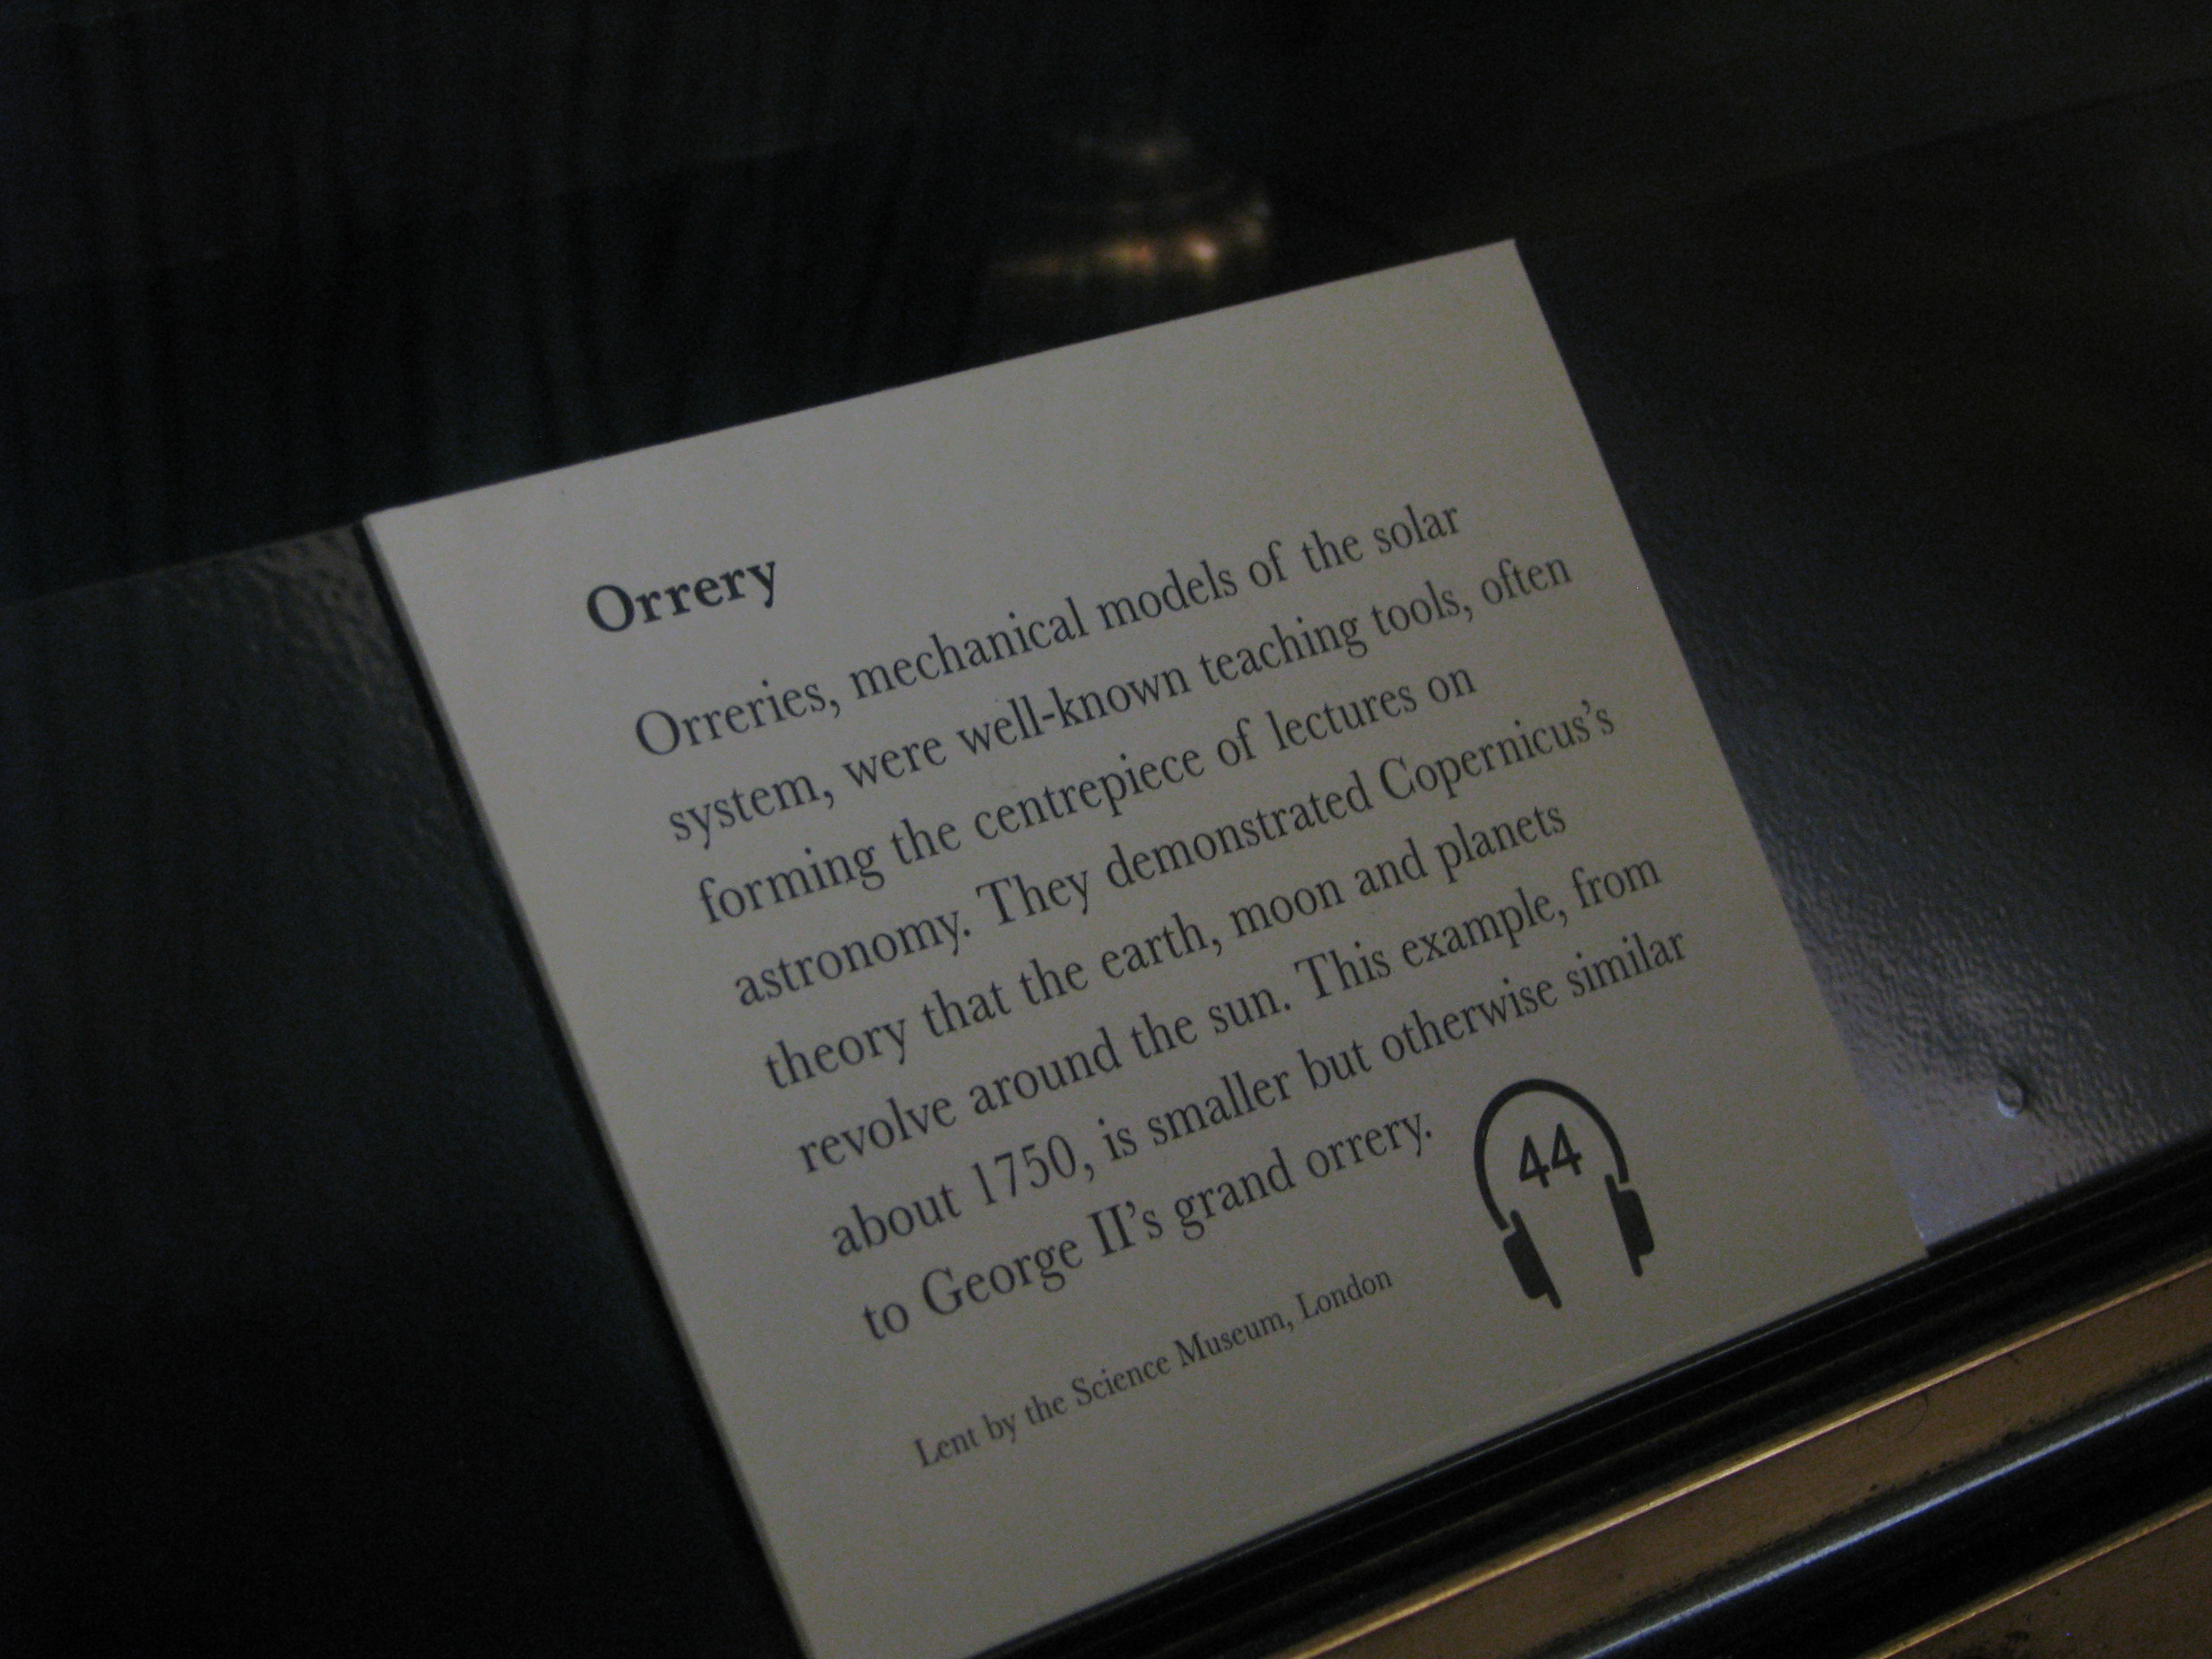 Orrery
Orreries, mechanical models of the solar
system, were well-known teaching tools, often
forming the centrepiece of lectures on
astronomy. They demonstrated Copernicus's
theory that the earth, moon and planets
revolve around the sun. This example, from
about 1750, is smaller but otherwise similar
to George II's grand orrery.
44
Lent by the Science Museum, London